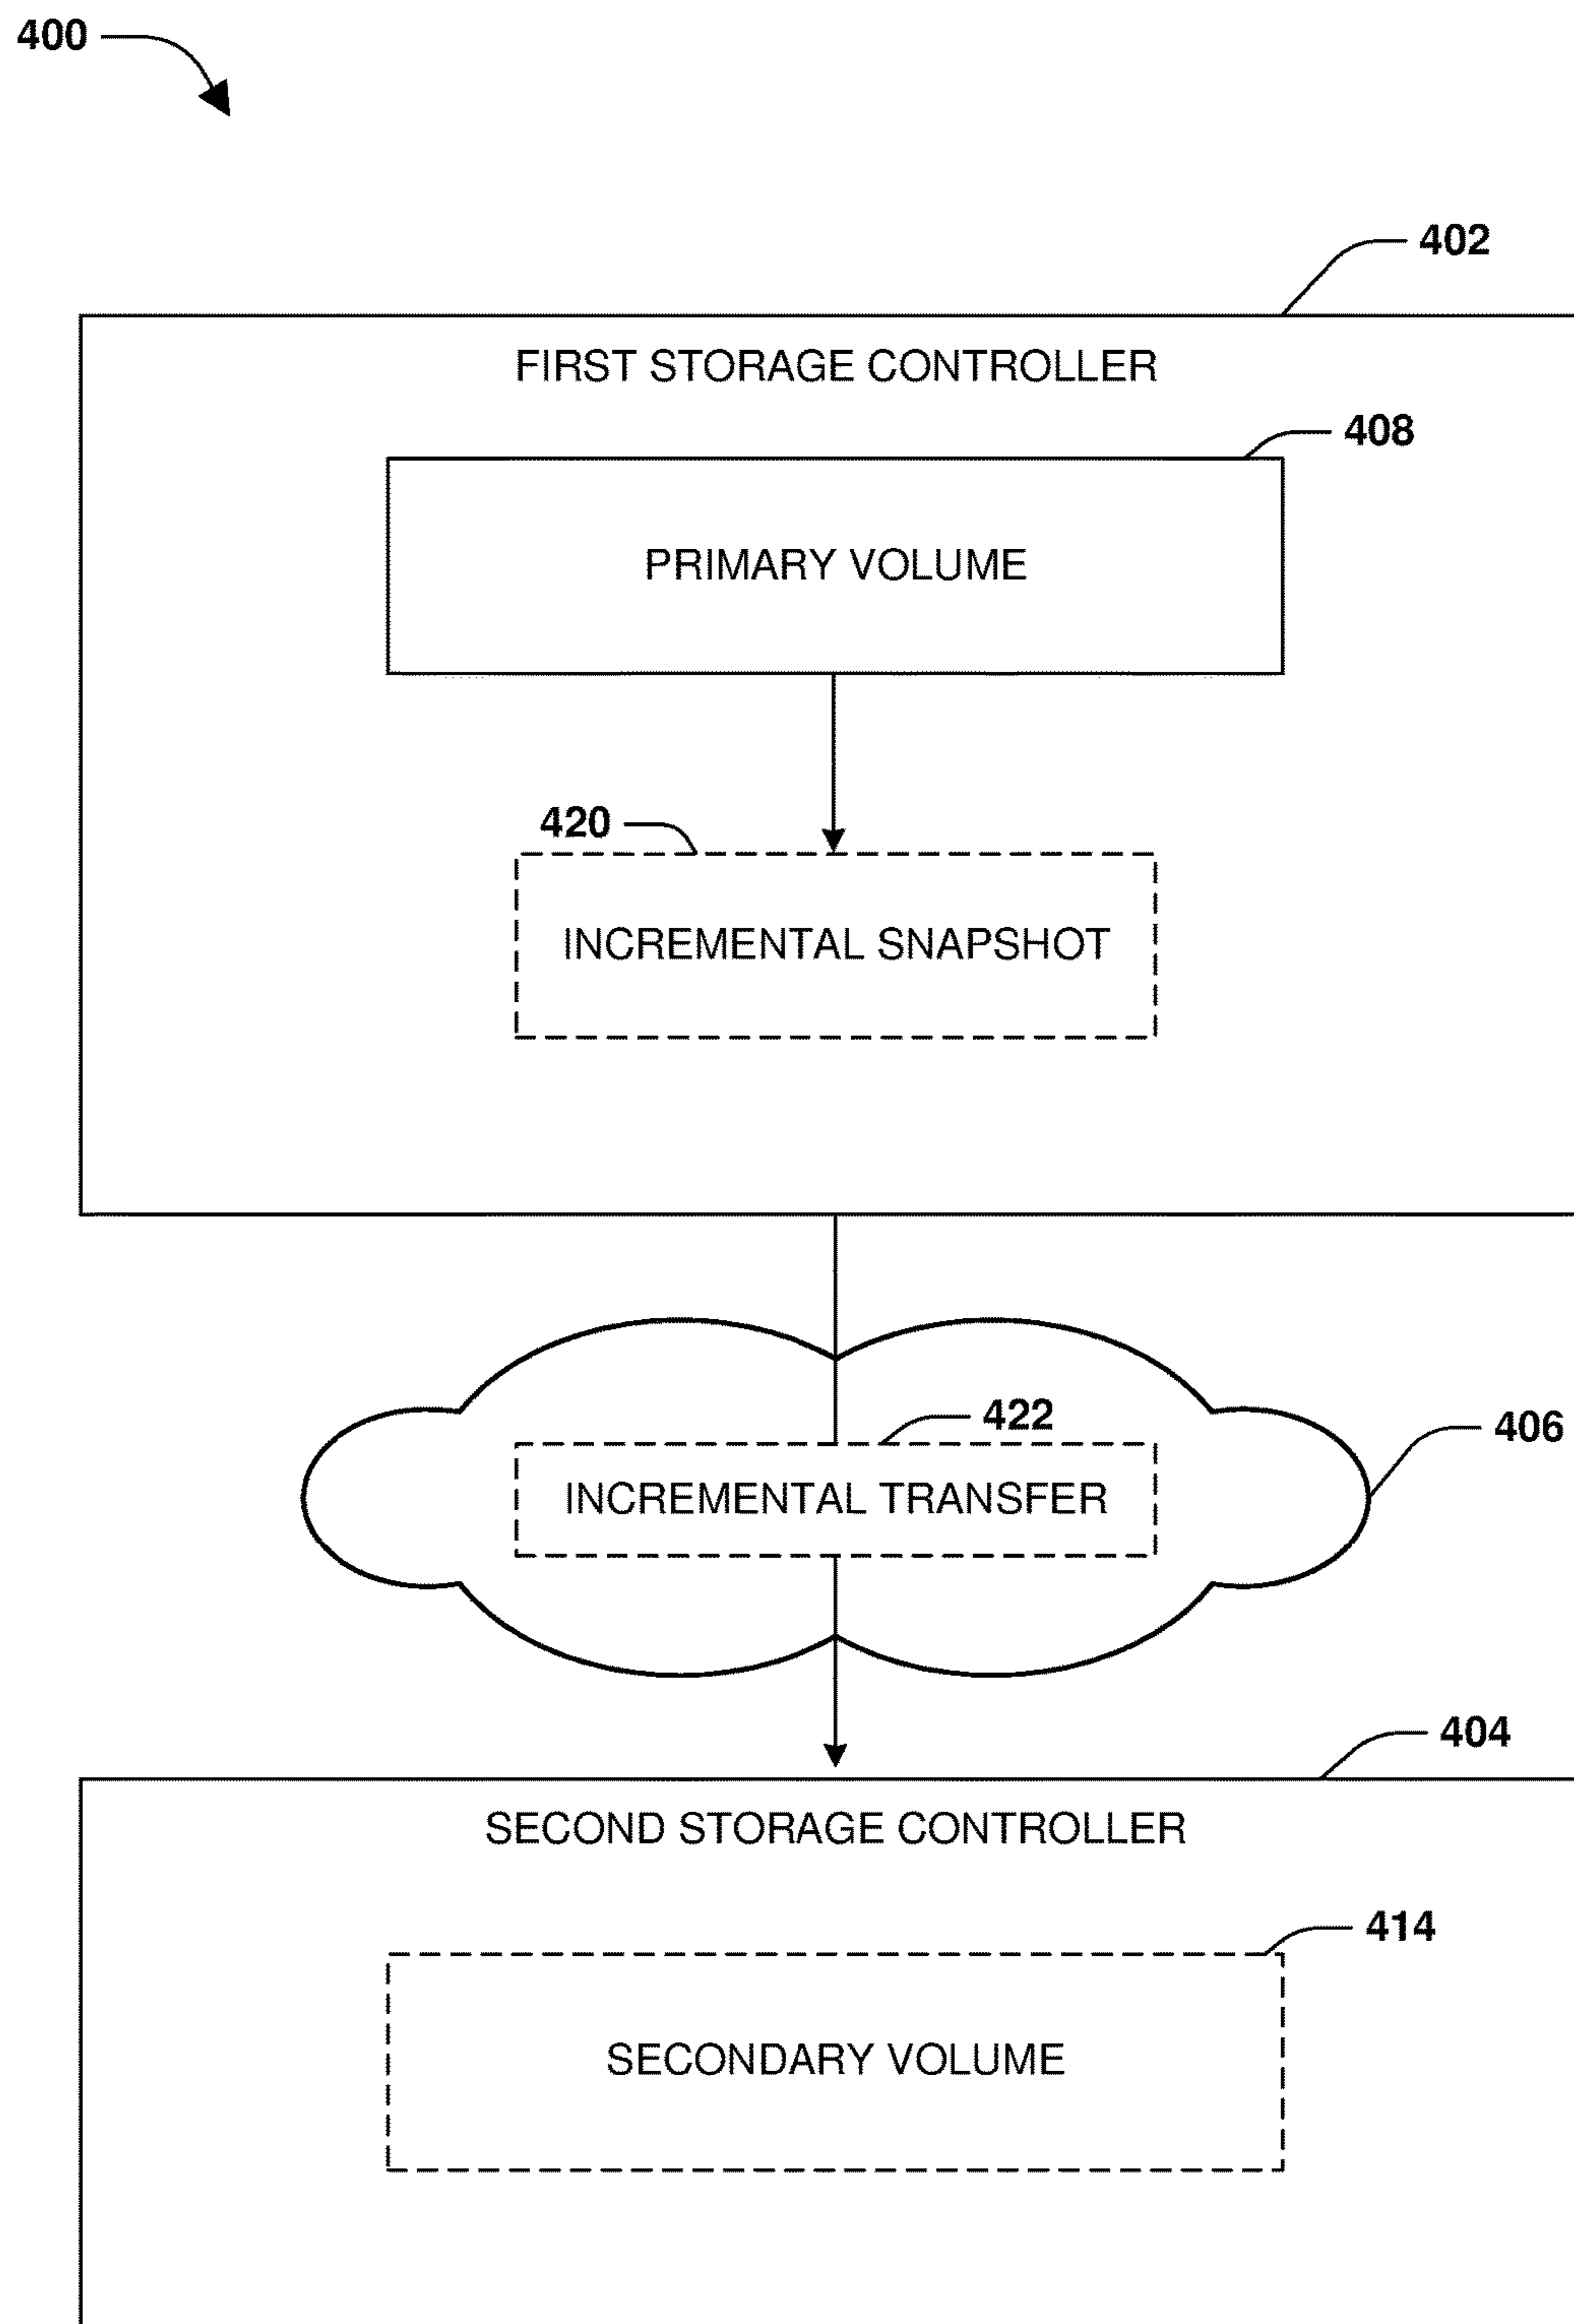 400
402
FIRST STORAGE CONTROLLER
408
PRIMARY VOLUME
420
INCREMENTAL SNAPSHOT
422
406
INCREMENTAL TRANSFER
404
SECOND STORAGE CONTROLLER
414
SECONDARY VOLUME